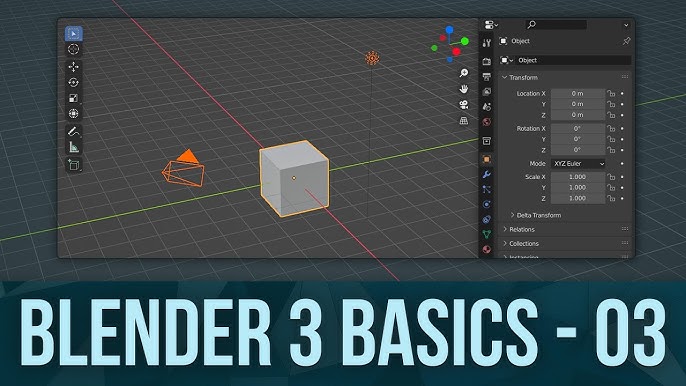 Object
Object
Transform
Location X 0 m
Y 0 m
Z 0 m
Rotation X 0°
Y 0°
Z 0°
Mode XYZ Euler
Scale X 1.000
Y 1.000
Z 1.000
Delta Transform
Relations
Collections
Instancing
BLENDER 3 BASICS - 03